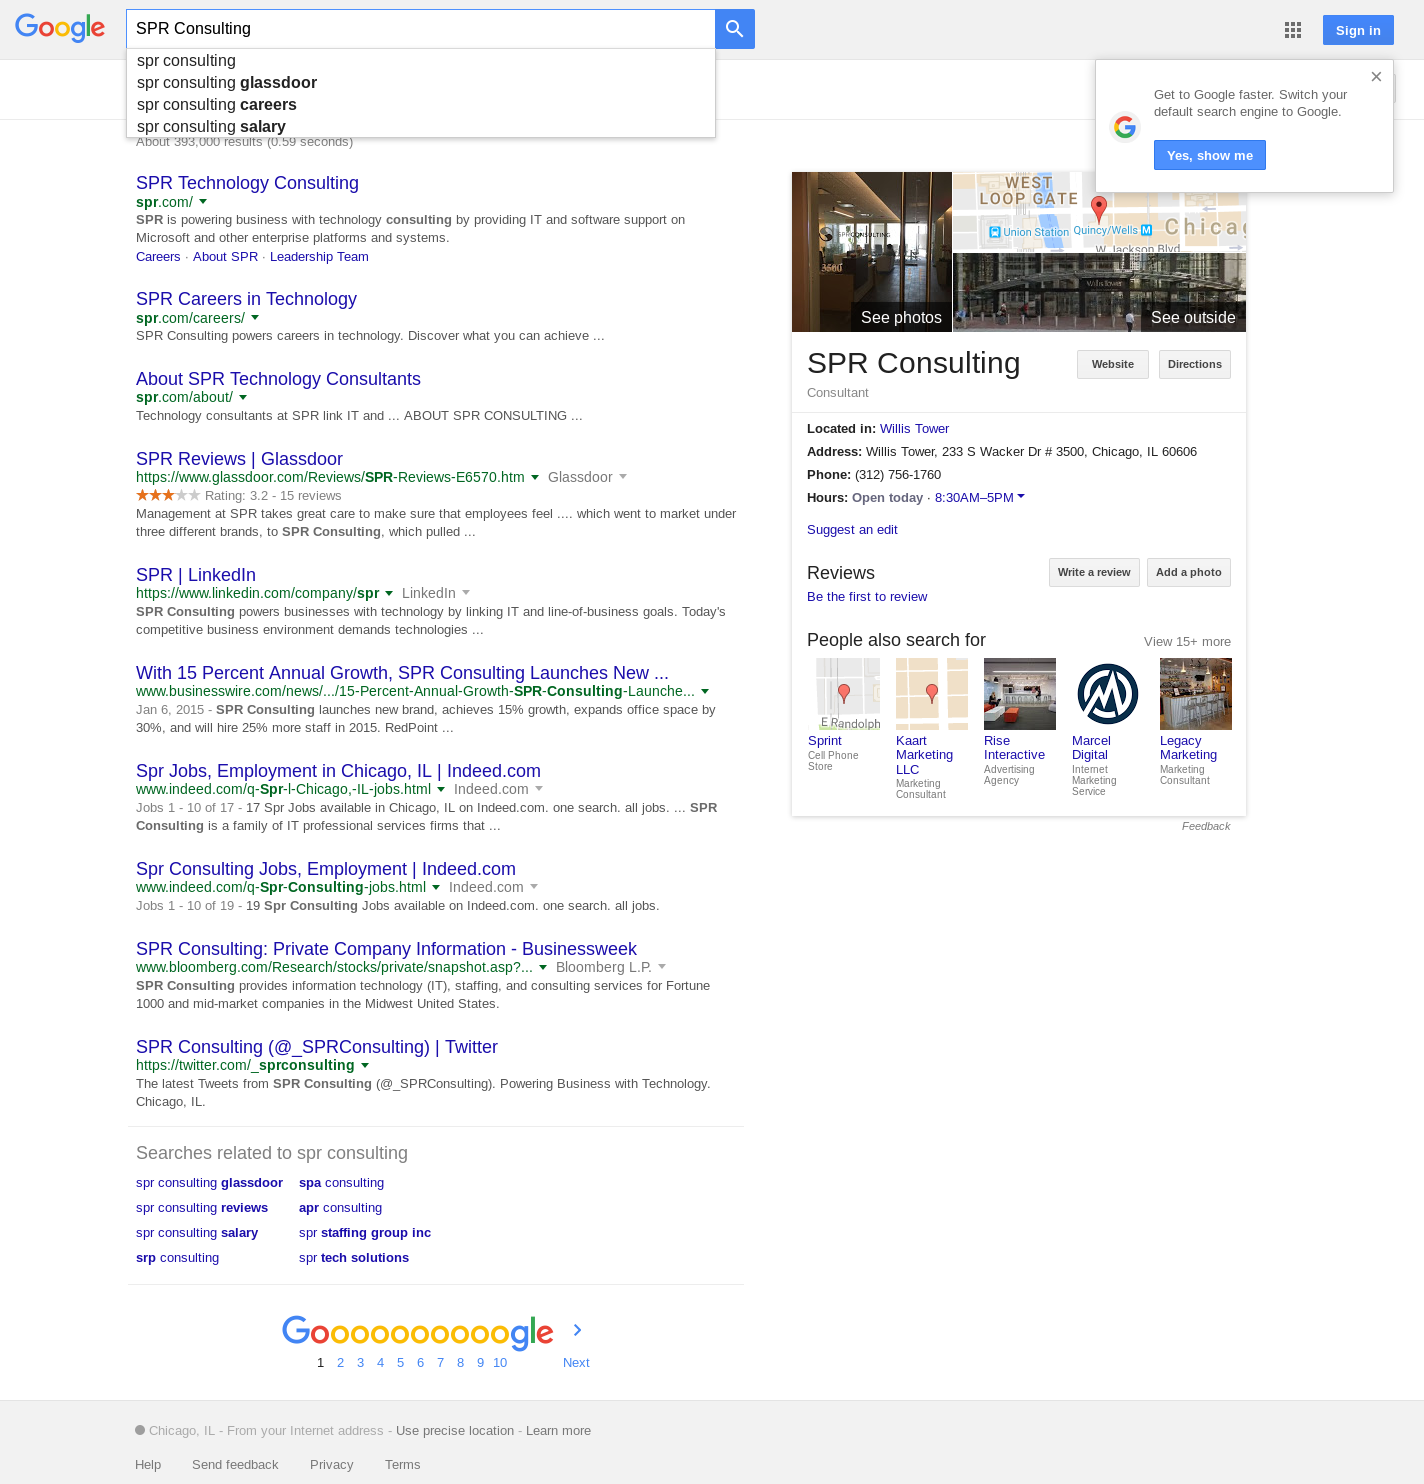 Google
SPR Consulting
Sign in
spr consulting
spr consulting glassdoor
spr consulting careers
spr consulting salary
About 393,000 results (0.59 seconds)
Get to Google faster. Switch your
default search engine to Google.
Yes, show me
SPR Technology Consulting
spr.com/
SPR is powering business with technology consulting by providing IT and software support on
Microsoft and other enterprise platforms and systems.
Careers · About SPR · Leadership Team
SPR Careers in Technology
spr.com/careers/
SPR Consulting powers careers in technology. Discover what you can achieve ...
About SPR Technology Consultants
spr.com/about/
Technology consultants at SPR link IT and ... ABOUT SPR CONSULTING ...
SPR Reviews | Glassdoor
https://www.glassdoor.com/Reviews/SPR-Reviews-E6570.htm Glassdoor
Rating: 3.2 - 15 reviews
Management at SPR takes great care to make sure that employees feel .... which went to market under
three different brands, to SPR Consulting, which pulled ...
SPR | LinkedIn
https://www.linkedin.com/company/spr LinkedIn
SPR Consulting powers businesses with technology by linking IT and line-of-business goals. Today's
competitive business environment demands technologies ...
With 15 Percent Annual Growth, SPR Consulting Launches New ...
www.businesswire.com/news/.../15-Percent-Annual-Growth-SPR-Consulting-Launche...
Jan 6, 2015 - SPR Consulting launches new brand, achieves 15% growth, expands office space by
30%, and will hire 25% more staff in 2015. RedPoint ...
Spr Jobs, Employment in Chicago, IL | Indeed.com
www.indeed.com/q-Spr-l-Chicago,-IL-jobs.html Indeed.com
Jobs 1 - 10 of 17 - 17 Spr Jobs available in Chicago, IL on Indeed.com. one search. all jobs. ... SPR
Consulting is a family of IT professional services firms that ...
Spr Consulting Jobs, Employment | Indeed.com
www.indeed.com/q-Spr-Consulting-jobs.html Indeed.com
Jobs 1 - 10 of 19 - 19 Spr Consulting Jobs available on Indeed.com. one search. all jobs.
SPR Consulting: Private Company Information - Businessweek
www.bloomberg.com/Research/stocks/private/snapshot.asp?... Bloomberg L.P.
SPR Consulting provides information technology (IT), staffing, and consulting services for Fortune
1000 and mid-market companies in the Midwest United States.
SPR Consulting (@_SPRConsulting) | Twitter
https://twitter.com/_sprconsulting
The latest Tweets from SPR Consulting (@_SPRConsulting). Powering Business with Technology.
Chicago, IL.
Searches related to spr consulting
spr consulting glassdoor spa consulting
spr consulting reviews apr consulting
spr consulting salary spr staffing group inc
srp consulting spr tech solutions
Google
1 2 3 4 5 6 7 8 9 10 Next
WEST
LOOP GATE
Union Station
Quincy/Wells M
Chicag
W Jackson Blvd
SPRCONSULTING
3500
Willis Tower
See photos
See outside
SPR Consulting
Website
Directions
Consultant
Located in: Willis Tower
Address: Willis Tower, 233 S Wacker Dr # 3500, Chicago, IL 60606
Phone: (312) 756-1760
Hours: Open today · 8:30AM–5PM
Suggest an edit
Reviews
Write a review
Add a photo
Be the first to review
People also search for
View 15+ more
E Randolph
Sprint
Cell Phone
Store
Kaart
Marketing
LLC
Marketing
Consultant
Rise
Interactive
Advertising
Agency
Marcel
Digital
Internet
Marketing
Service
Legacy
Marketing
Marketing
Consultant
Feedback
Chicago, IL - From your Internet address - Use precise location - Learn more
Help Send feedback Privacy Terms